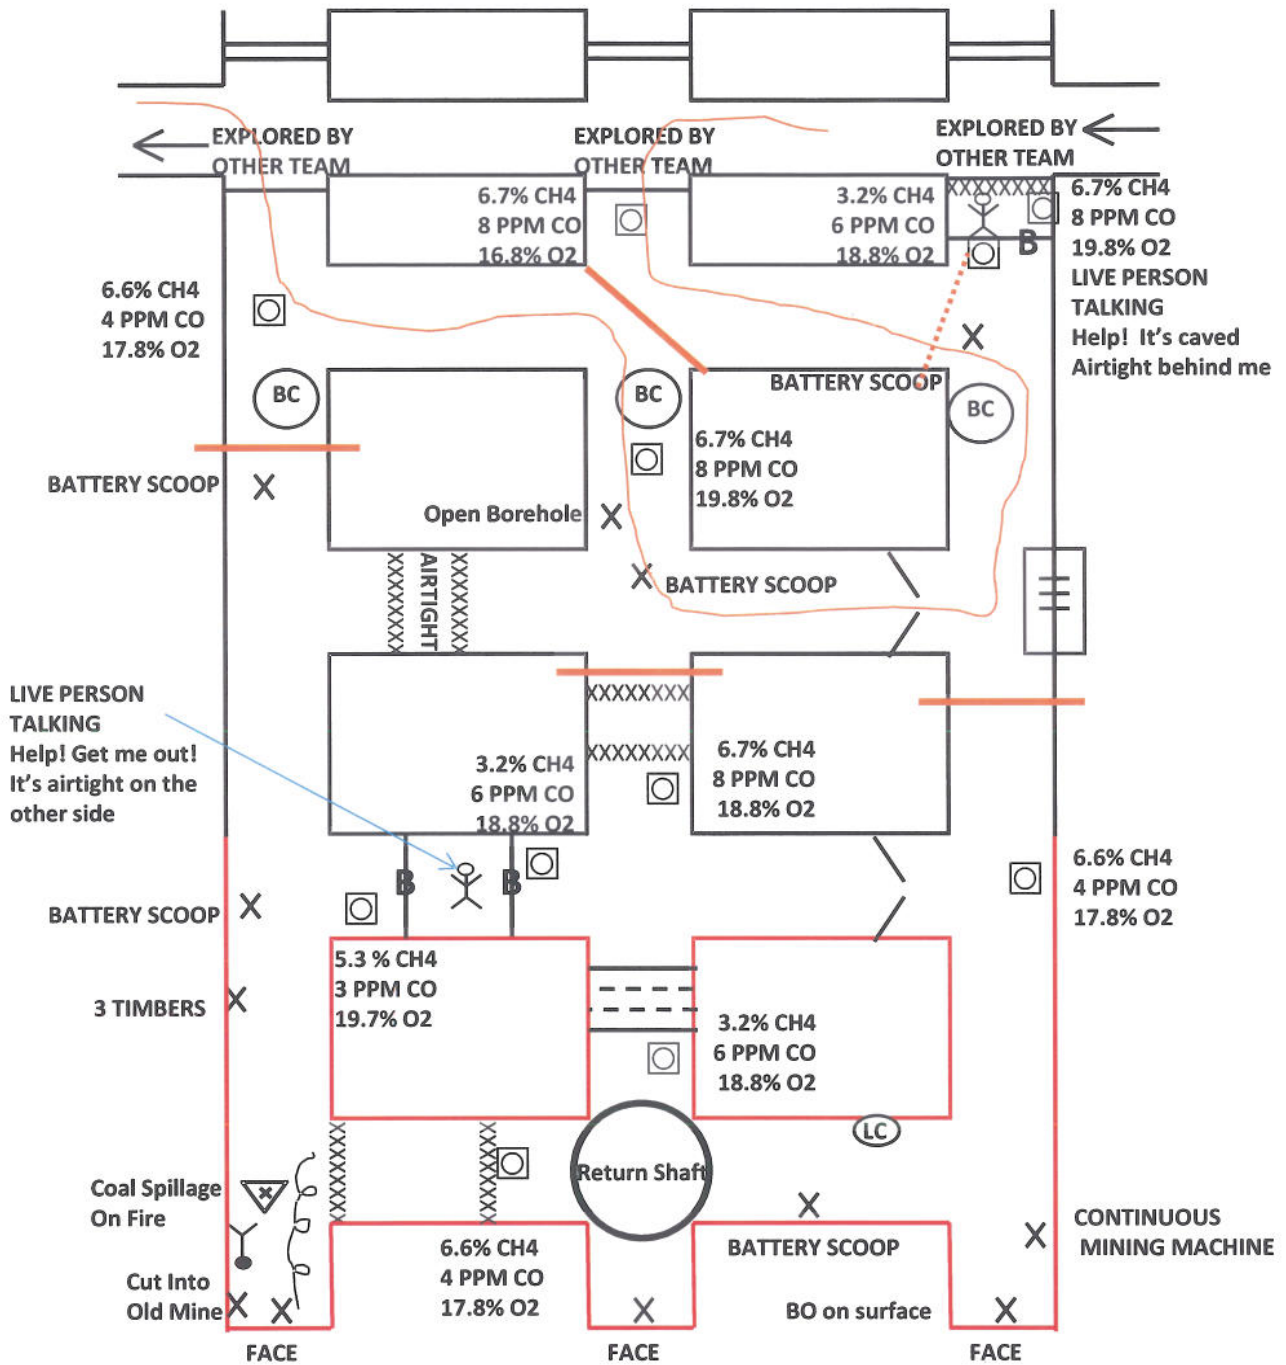 EXPLORED BY
OTHER TEAM
EXPLORED BY
OTHER TEAM
EXPLORED BY
OTHER TEAM
6.7% CH4
8 PPM CO
16.8% O2
3.2% CH4
6 PPM CO
18.8% O2
6.7% CH4
8 PPM CO
19.8% O2
LIVE PERSON
TALKING
Help! It's caved
Airtight behind me
B
6.6% CH4
4 PPM CO
17.8% O2
BC
BC
BATTERY SCOOP
BC
6.7% CH4
8 PPM CO
19.8% O2
BATTERY SCOOP
Open Borehole
AIRTIGHT
BATTERY SCOOP
LIVE PERSON
TALKING
Help! Get me out!
It's airtight on the
other side
3.2% CH4
6 PPM CO
18.8% O2
6.7% CH4
8 PPM CO
18.8% O2
B
B
6.6% CH4
4 PPM CO
17.8% O2
BATTERY SCOOP
3 TIMBERS
5.3 % CH4
3 PPM CO
19.7% O2
3.2% CH4
6 PPM CO
18.8% O2
LC
Return Shaft
Coal Spillage
On Fire
Cut Into
Old Mine
6.6% CH4
4 PPM CO
17.8% O2
BATTERY SCOOP
BO on surface
CONTINUOUS
MINING MACHINE
FACE
FACE
FACE